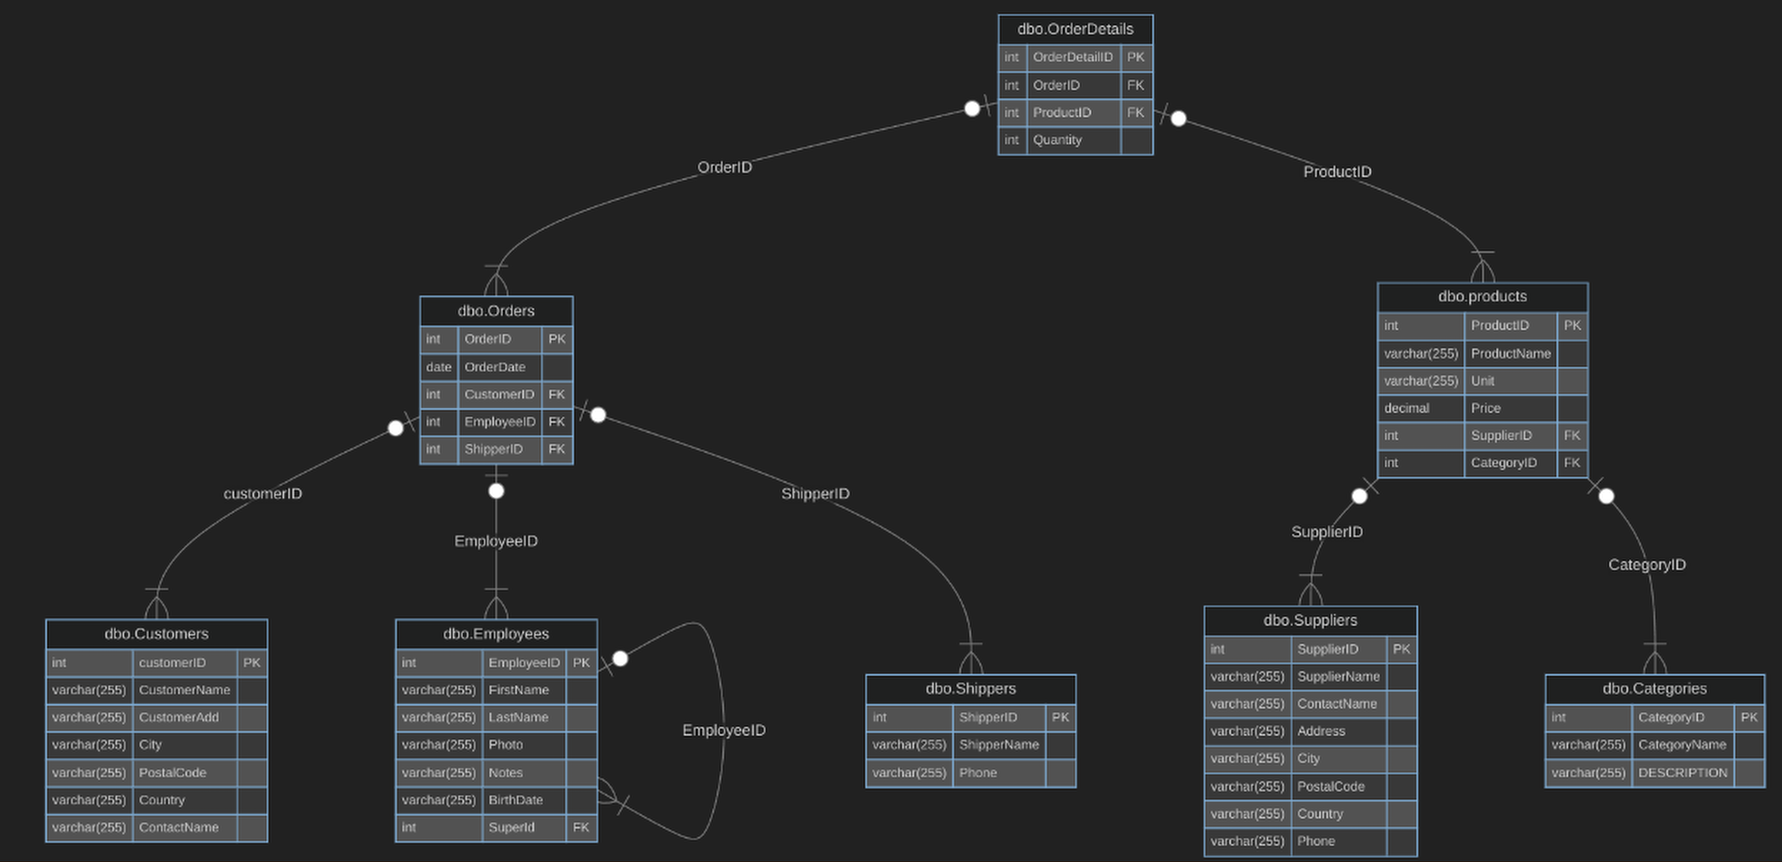 dbo.OrderDetails
int OrderDetailID PK
int OrderID FK
int ProductID FK
int Quantity
OrderID
ProductID
dbo.Orders
int OrderID PK
date OrderDate
int CustomerID FK
int EmployeeID FK
int ShipperID FK
dbo.products
int ProductID PK
varchar(255) ProductName
varchar(255) Unit
decimal Price
int SupplierID FK
int CategoryID FK
customerID
EmployeeID
ShipperID
SupplierID
CategoryID
dbo.Customers
int customerID PK
varchar(255) CustomerName
varchar(255) CustomerAdd
varchar(255) City
varchar(255) PostalCode
varchar(255) Country
varchar(255) ContactName
dbo.Employees
int EmployeeID PK
varchar(255) FirstName
varchar(255) LastName
varchar(255) Photo
varchar(255) Notes
varchar(255) BirthDate
int SuperId FK
EmployeeID
dbo.Shippers
int ShipperID PK
varchar(255) ShipperName
varchar(255) Phone
dbo.Suppliers
int SupplierID PK
varchar(255) SupplierName
varchar(255) ContactName
varchar(255) Address
varchar(255) City
varchar(255) PostalCode
varchar(255) Country
varchar(255) Phone
dbo.Categories
int CategoryID PK
varchar(255) CategoryName
varchar(255) DESCRIPTION